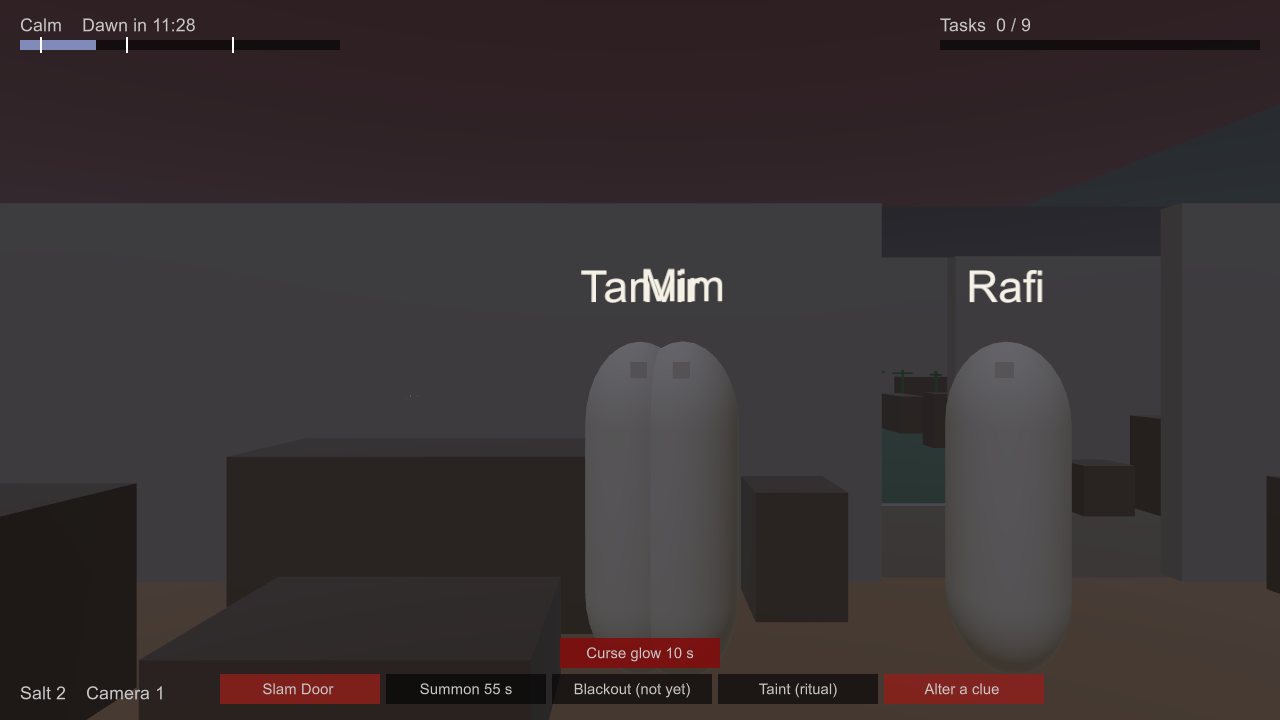 Calm Dawn in 11:28
Tasks 0 / 9
Mim
Rafi
Curse glow 10 s
Salt 2 Camera 1
Slam Door
Summon 55 s
Blackout (not yet)
Taint (ritual)
Alter a clue